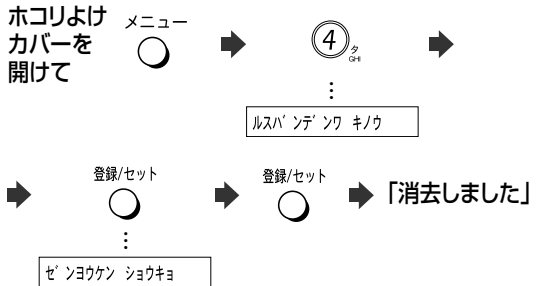 ホコリよけ
カバーを
開けて
メニュー
4
タ
GHI
ルスバンデンワ キノウ
登録/セット
ゼンヨウケン ショウキョ
登録/セット
「消去しました」